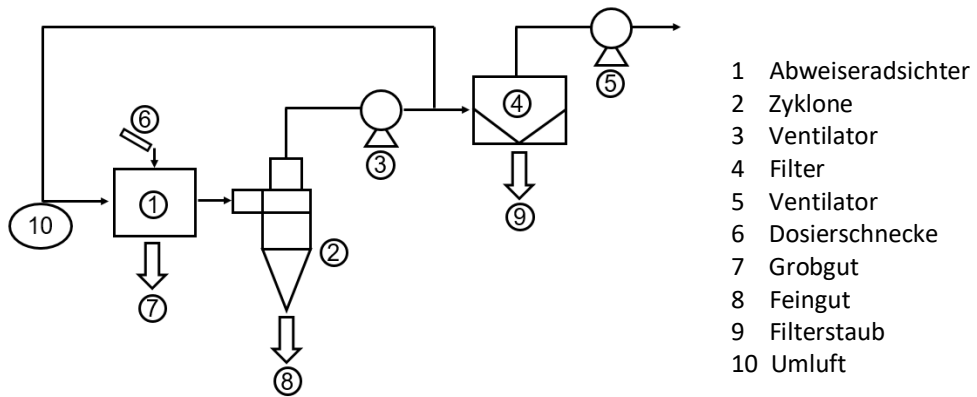 6
1
10
7
2
8
3
4
9
5
1 Abweiseradsichter
2 Zyklone
3 Ventilator
4 Filter
5 Ventilator
6 Dosierschnecke
7 Grobgut
8 Feingut
9 Filterstaub
10 Umluft